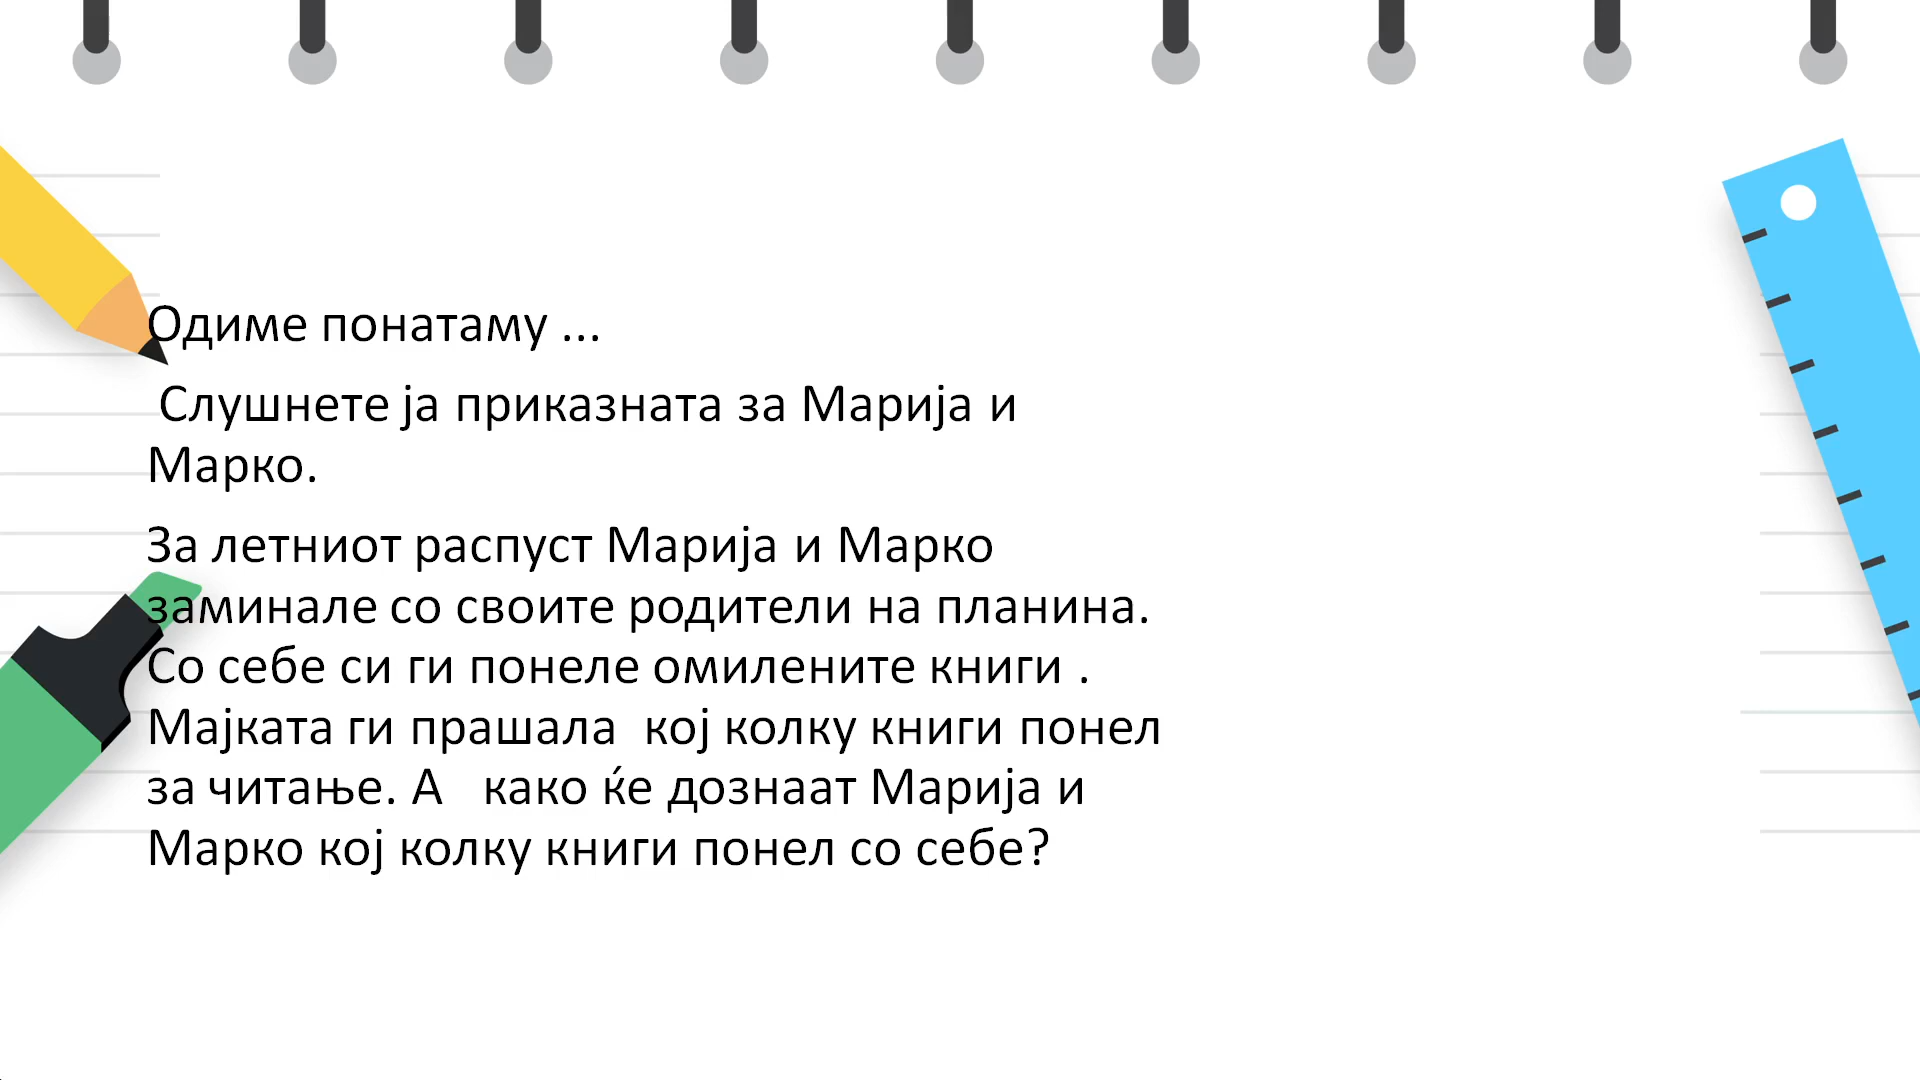 Одиме понатаму ...
Слушнете ја приказната за Марија и
Марко.
За летниот распуст Марија и Марко
заминале со своите родители на планина.
Со себе си ги понеле омилените книги .
Мајката ги прашала  кој колку книги понел
за читање. А   како ќе дознаат Марија и
Марко кој колку книги понел со себе?